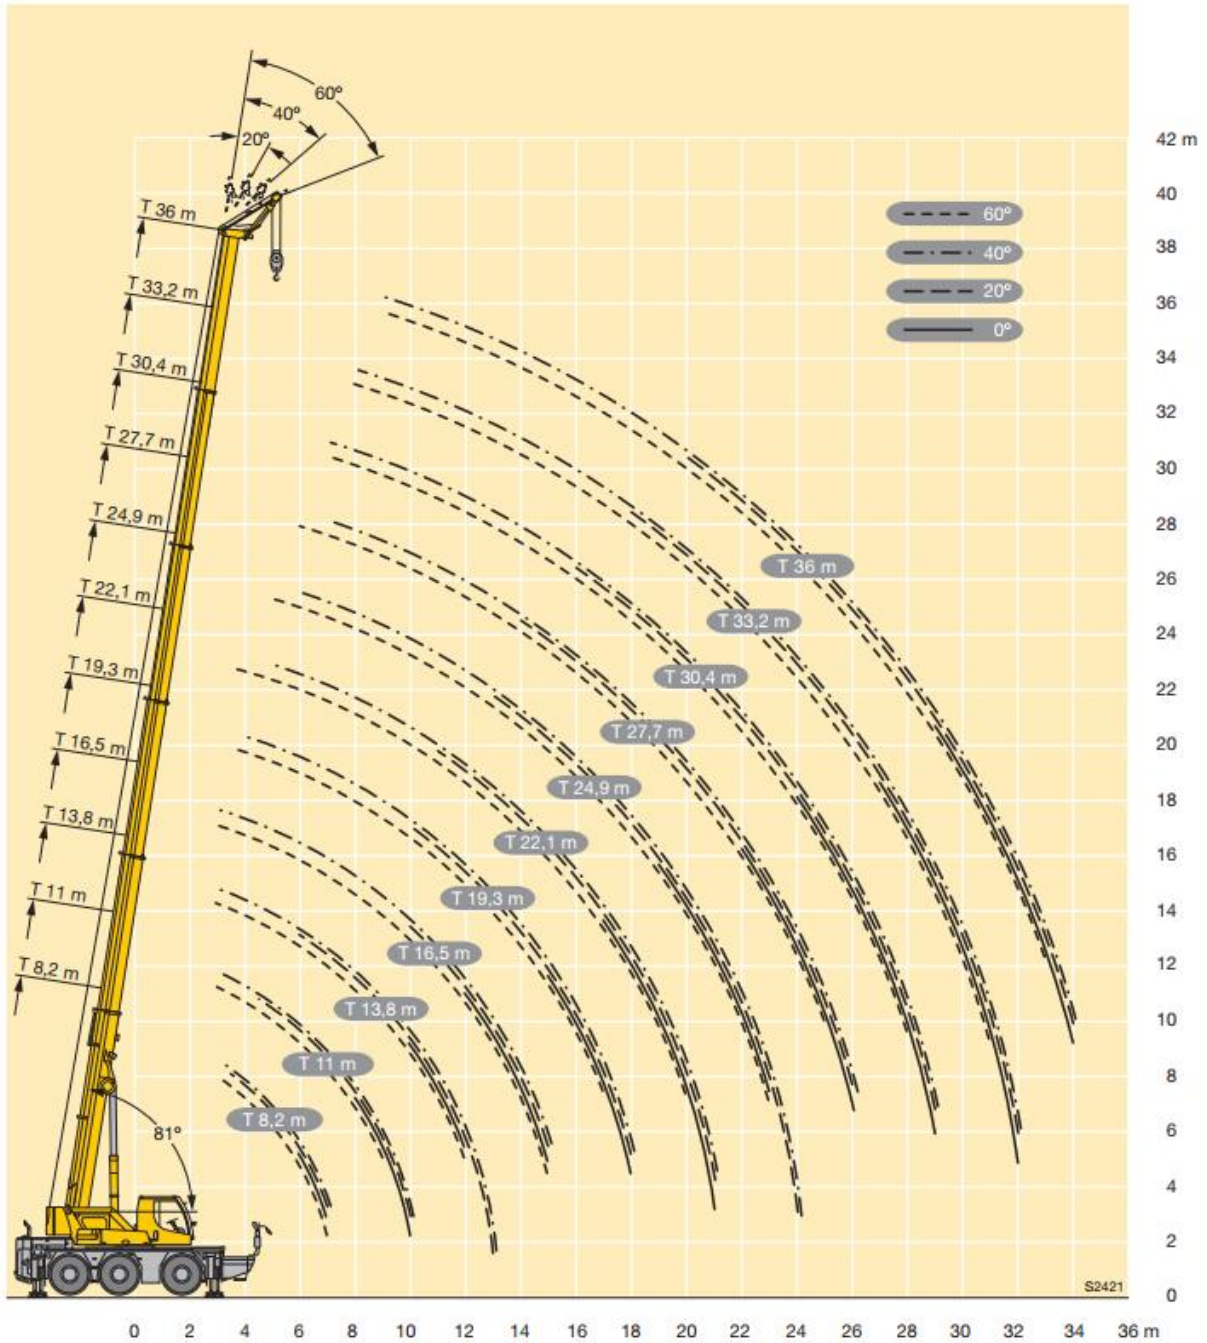 60°
40°
20°
42 m
40
38
36
34
32
30
28
26
24
22
20
18
16
14
12
10
8
6
4
2
0
60°
40°
20°
0°
T 36 m
T 33,2 m
T 30,4 m
T 27,7 m
T 24,9 m
T 22,1 m
T 19,3 m
T 16,5 m
T 13,8 m
T 11 m
T 8,2 m
T 36 m
T 33,2 m
T 30,4 m
T 27,7 m
T 24,9 m
T 22,1 m
T 19,3 m
T 16,5 m
T 13,8 m
T 11 m
T 8,2 m
81°
S2421
0 2 4 6 8 10 12 14 16 18 20 22 24 26 28 30 32 34 36 m